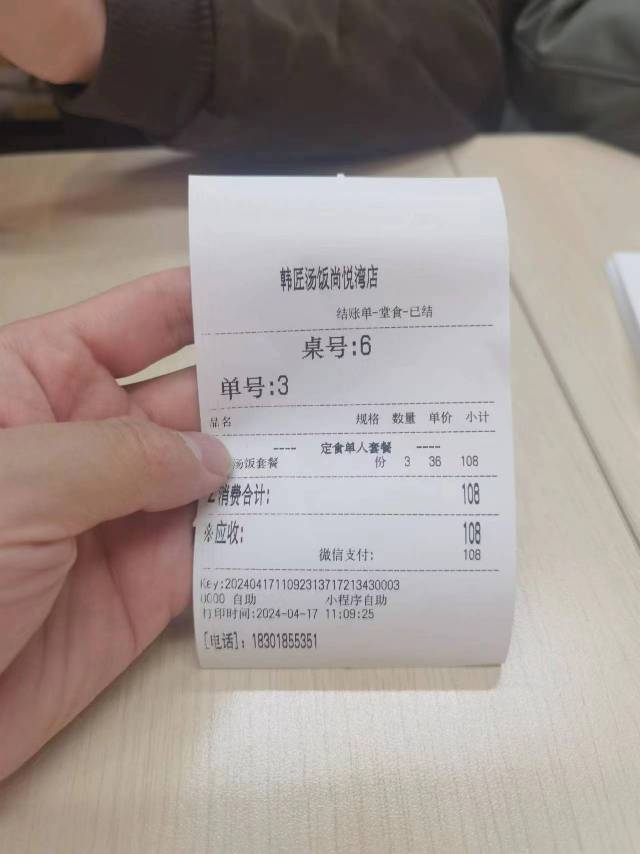 韩匠汤饭尚悦湾店
结账单-堂食-已结
桌号:6
单号:3
品名 规格 数量 单价 小计
---- 定食单人套餐 ----
汤饭套餐 份 3 36 108
消费合计: 108
※应收: 108
微信支付: 108
Key:2024041711092313717213430003
0000 自助 小程序自助
打印时间:2024-04-17 11:09:25
[电话]: 18301855351